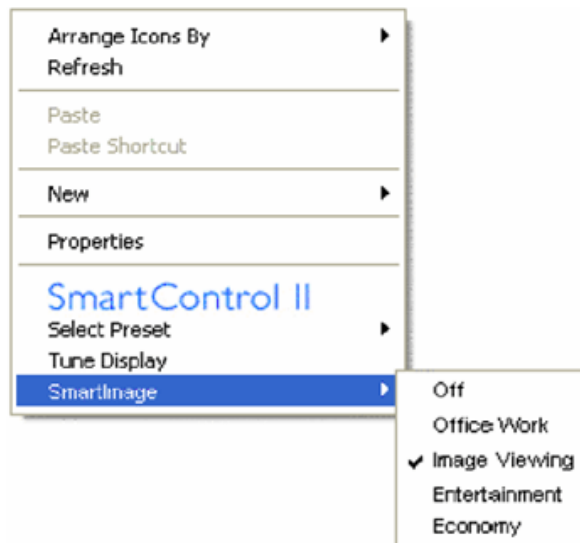 Arrange Icons By
Refresh
Paste
Paste Shortcut
New
Properties
SmartControl II
Select Preset
Tune Display
SmartImage
Off
Office Work
Image Viewing
Entertainment
Economy